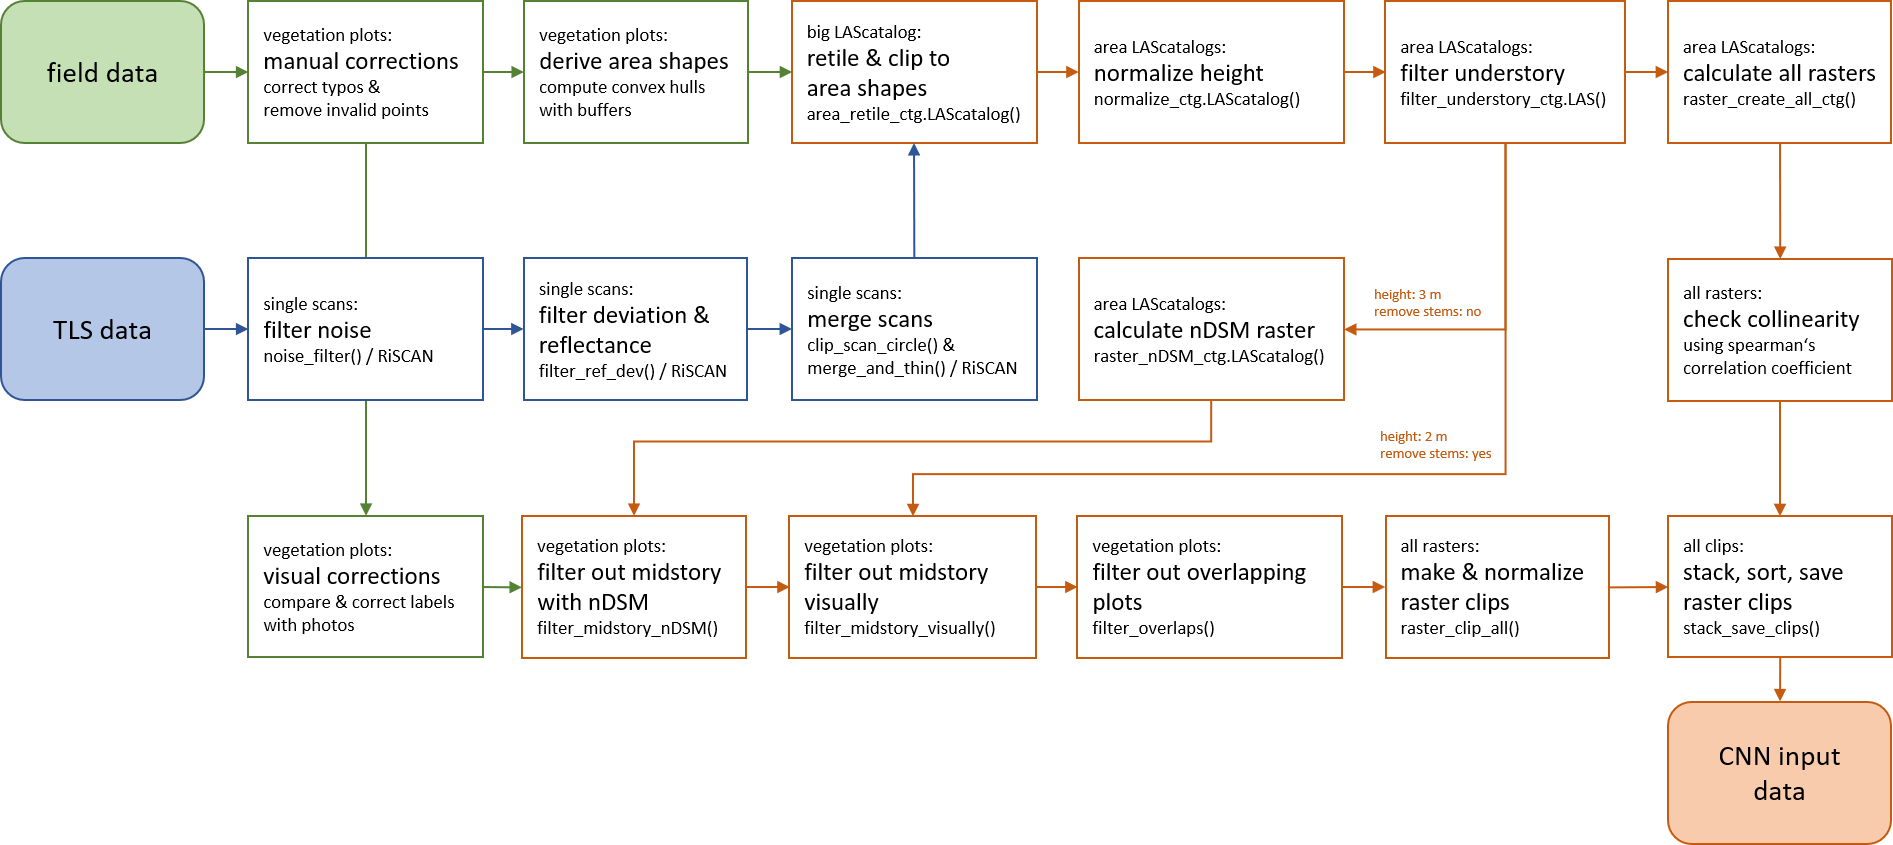 field data
vegetation plots:
manual corrections
correct typos &
remove invalid points
vegetation plots:
derive area shapes
compute convex hulls
with buffers
big LAScatalog:
retile & clip to
area shapes
area_retile_ctg.LAScatalog()
area LAScatalogs:
normalize height
normalize_ctg.LAScatalog()
area LAScatalogs:
filter understory
filter_understory_ctg.LAS()
area LAScatalogs:
calculate all rasters
raster_create_all_ctg()
TLS data
single scans:
filter noise
noise_filter() / RiSCAN
single scans:
filter deviation &
reflectance
filter_ref_dev() / RiSCAN
single scans:
merge scans
clip_scan_circle() &
merge_and_thin() / RiSCAN
area LAScatalogs:
calculate nDSM raster
raster_nDSM_ctg.LAScatalog()
height: 3 m
remove stems: no
all rasters:
check collinearity
using spearman‘s
correlation coefficient
height: 2 m
remove stems: yes
vegetation plots:
visual corrections
compare & correct labels
with photos
vegetation plots:
filter out midstory
with nDSM
filter_midstory_nDSM()
vegetation plots:
filter out midstory
visually
filter_midstory_visually()
vegetation plots:
filter out overlapping
plots
filter_overlaps()
all rasters:
make & normalize
raster clips
raster_clip_all()
all clips:
stack, sort, save
raster clips
stack_save_clips()
CNN input
data